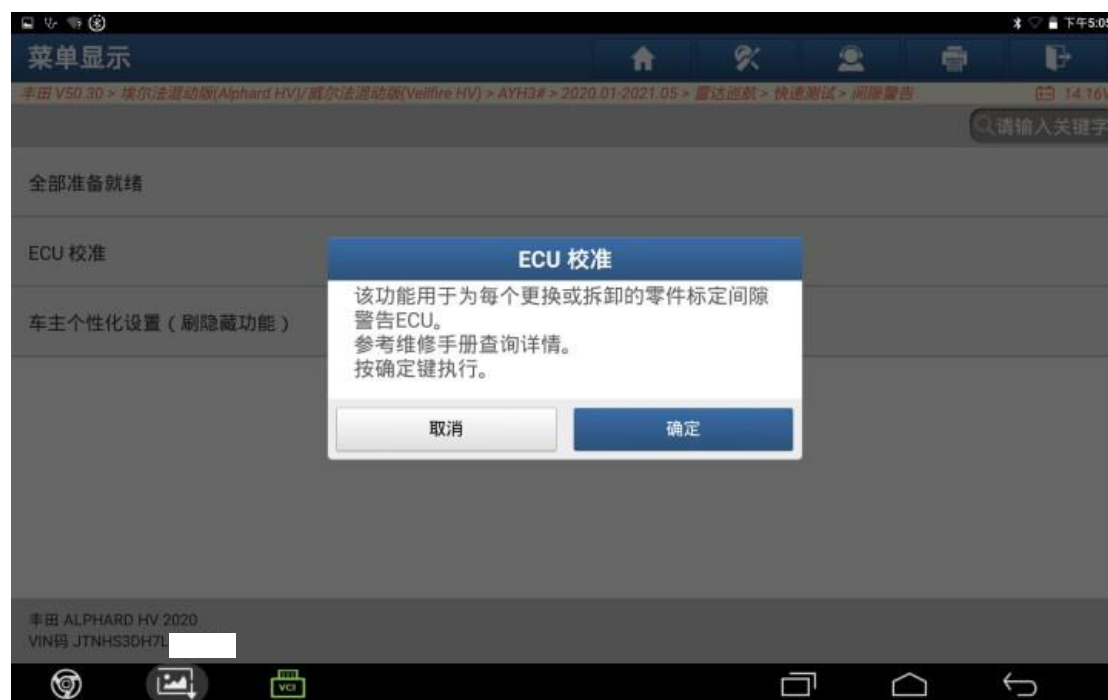 下午5:05
菜单显示
丰田 V50.30 > 埃尔法混动版(Alphard HV)/威尔法混动版(Vellfire HV) > AYH3# > 2020.01-2021.05 > 雷达巡航 > 快速测试 > 间隙警告
14.16V
请输入关键字
全部准备就绪
ECU 校准
车主个性化设置（刷隐藏功能）
ECU 校准
该功能用于为每个更换或拆卸的零件标定间隙
警告ECU。
参考维修手册查询详情。
按确定键执行。
取消
确定
丰田 ALPHARD HV 2020
VIN码 JTNHS3DH7L
VCI